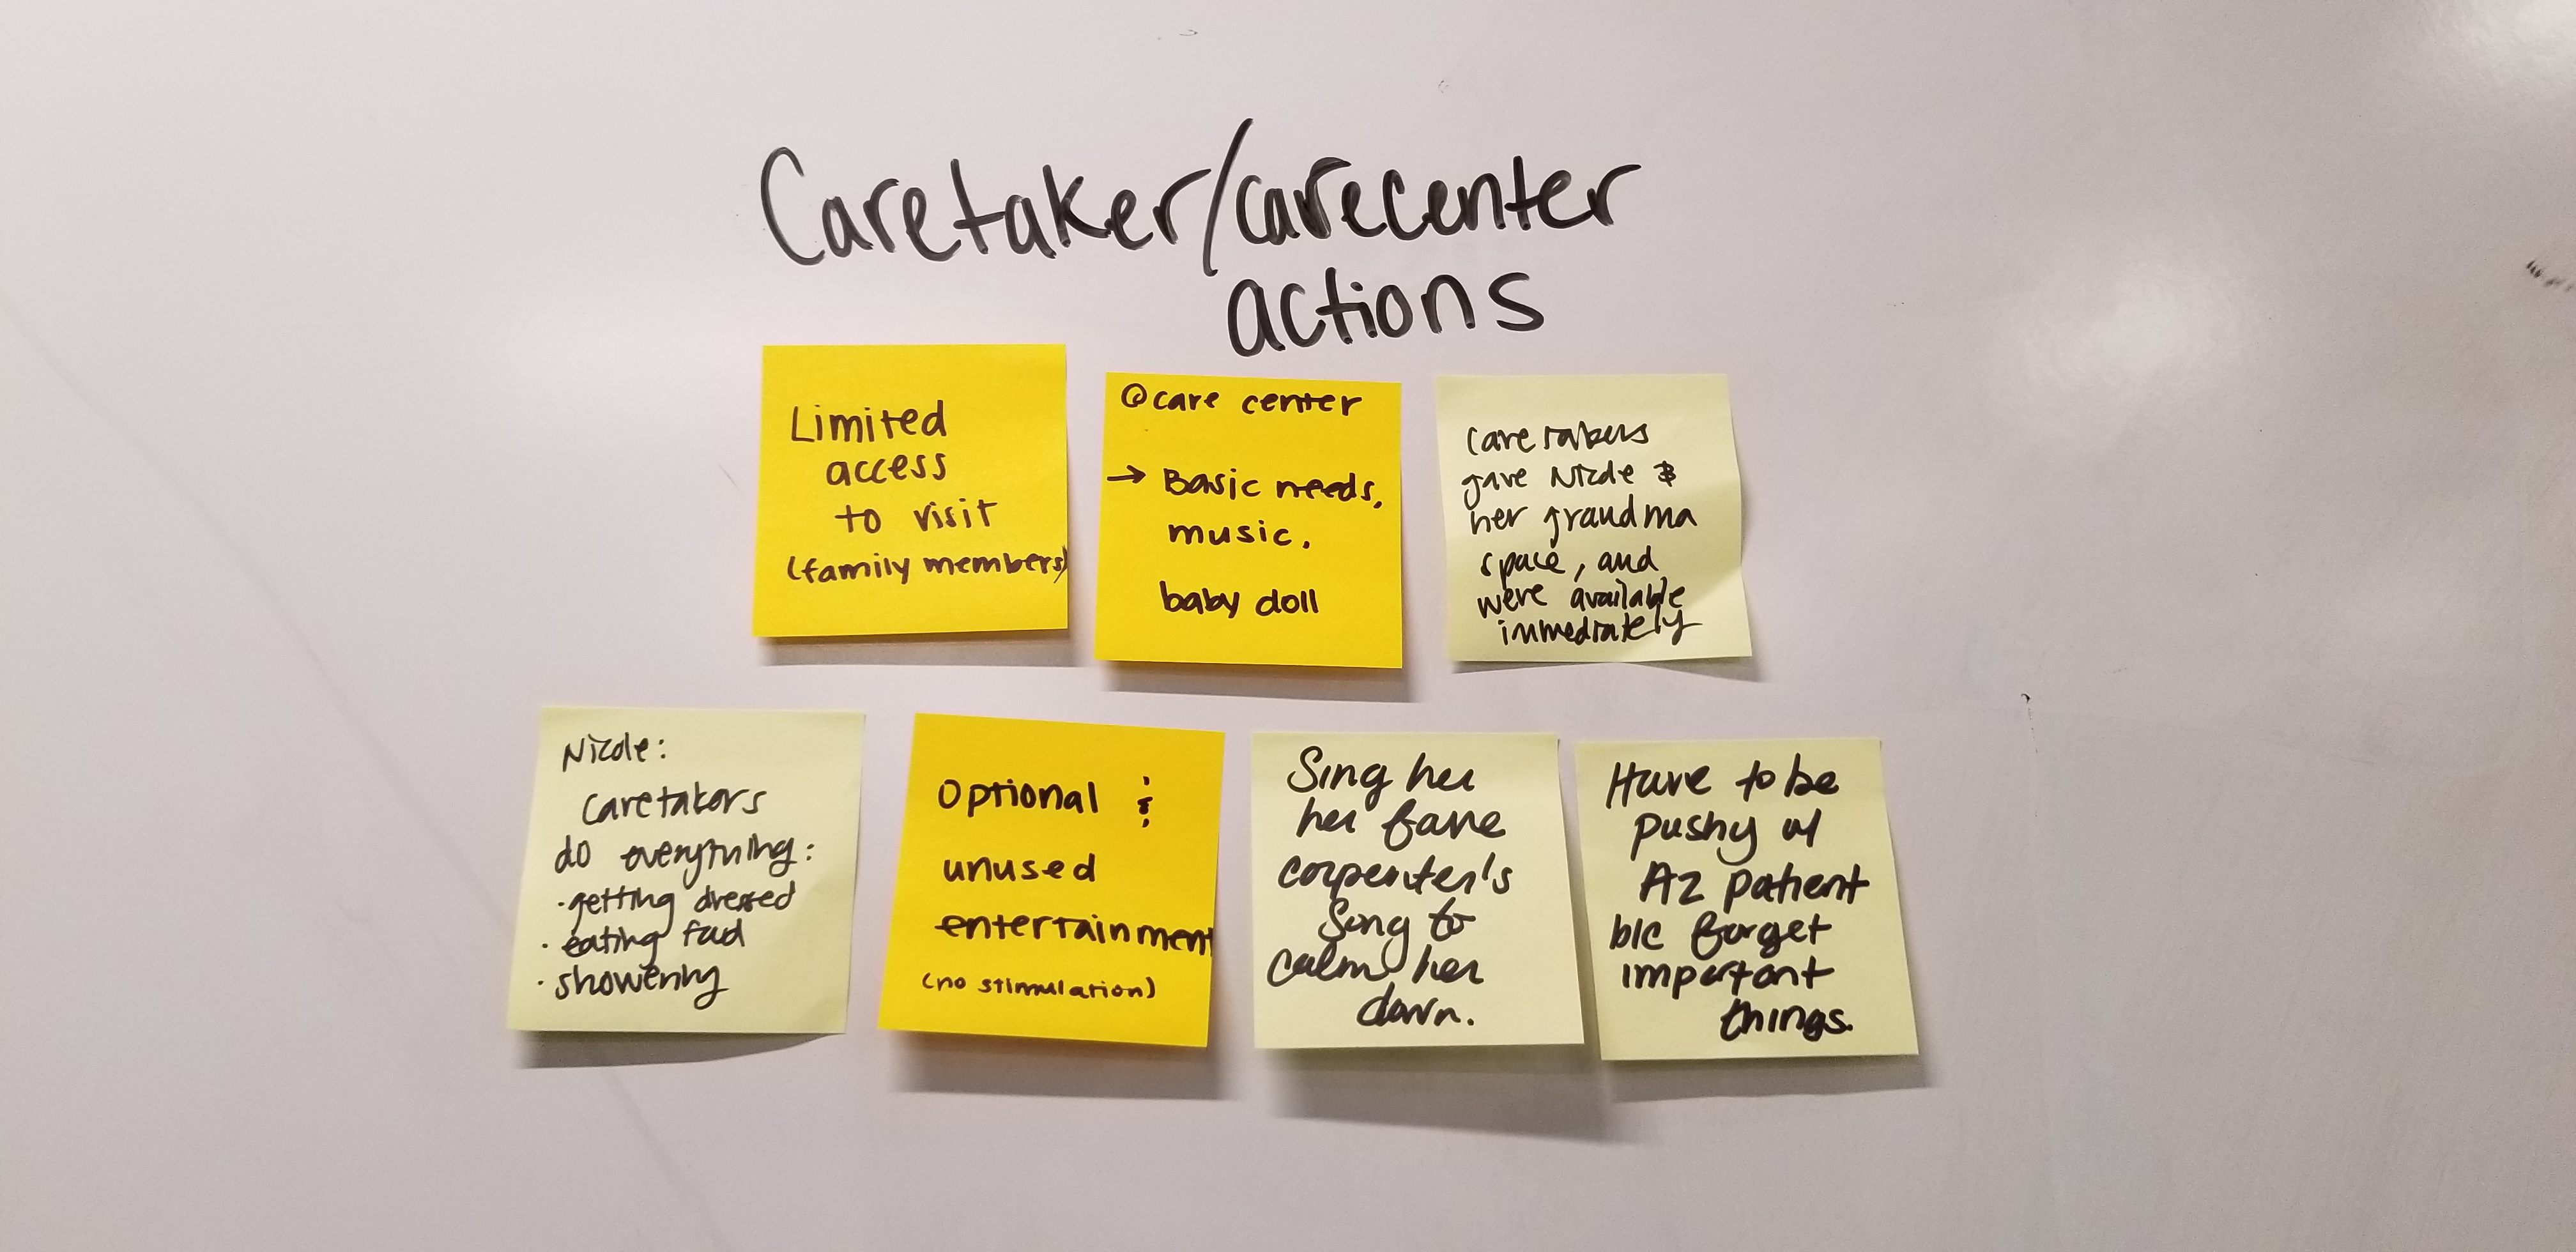 Caretaker/carecenter
actions
Limited
access
to visit
(family members)
@care center
→ Basic needs,
music.
baby doll
caretakers
gave Nicole &
her grandma
space, and
were available
immediately
Nicole:
caretakers
do everything:
• getting dressed
• eating food
• showering
Optional &
unused
entertainment
(no stimulation)
Sing her
her fave
carpenter's
song to
calm her
down.
Have to be
pushy w/
AZ patient
b/c forget
important
things.